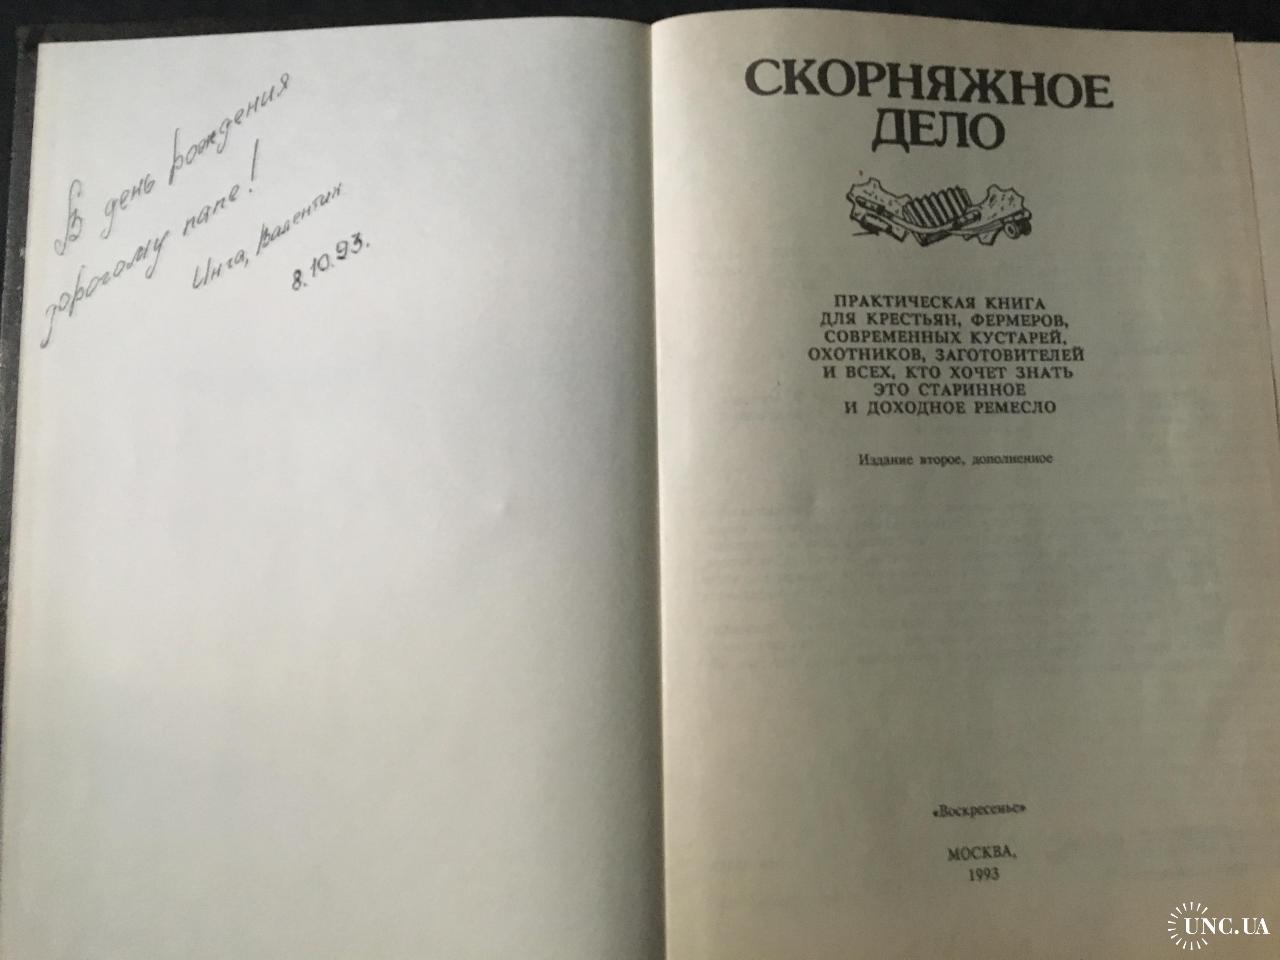 В день рождения
дорогому папе!
Инга, Валентин
8.10.93.
СКОРНЯЖНОЕ
ДЕЛО
ПРАКТИЧЕСКАЯ КНИГА
ДЛЯ КРЕСТЬЯН, ФЕРМЕРОВ,
СОВРЕМЕННЫХ КУСТАРЕЙ,
ОХОТНИКОВ, ЗАГОТОВИТЕЛЕЙ
И ВСЕХ, КТО ХОЧЕТ ЗНАТЬ
ЭТО СТАРИННОЕ
И ДОХОДНОЕ РЕМЕСЛО
Издание второе, дополненное
«Воскресенье»
МОСКВА,
1993
UNC.UA